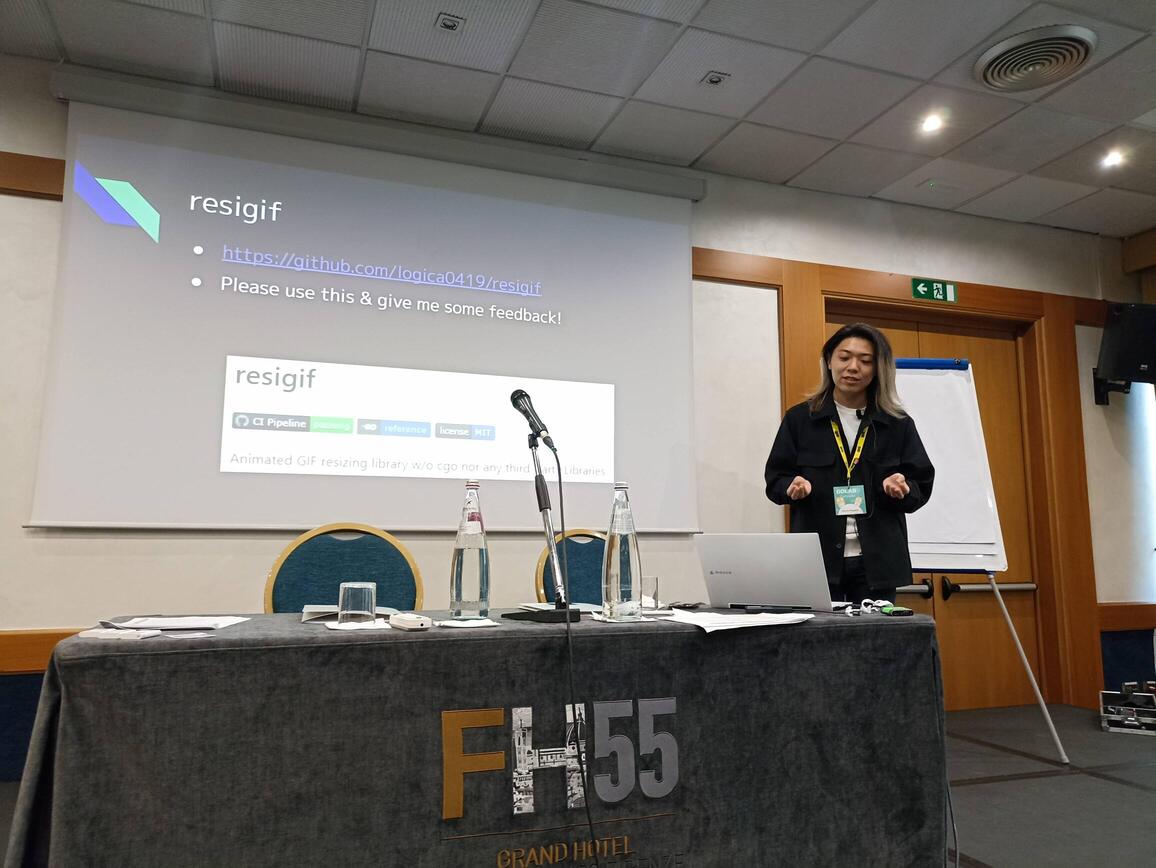 resigif
https://github.com/logica0419/resigif
Please use this & give me some feedback!
resigif
CI Pipeline passing reference license MIT
Animated GIF resizing library w/o cgo nor any third party Libraries
GOLAB
FH55
GRAND HOTEL